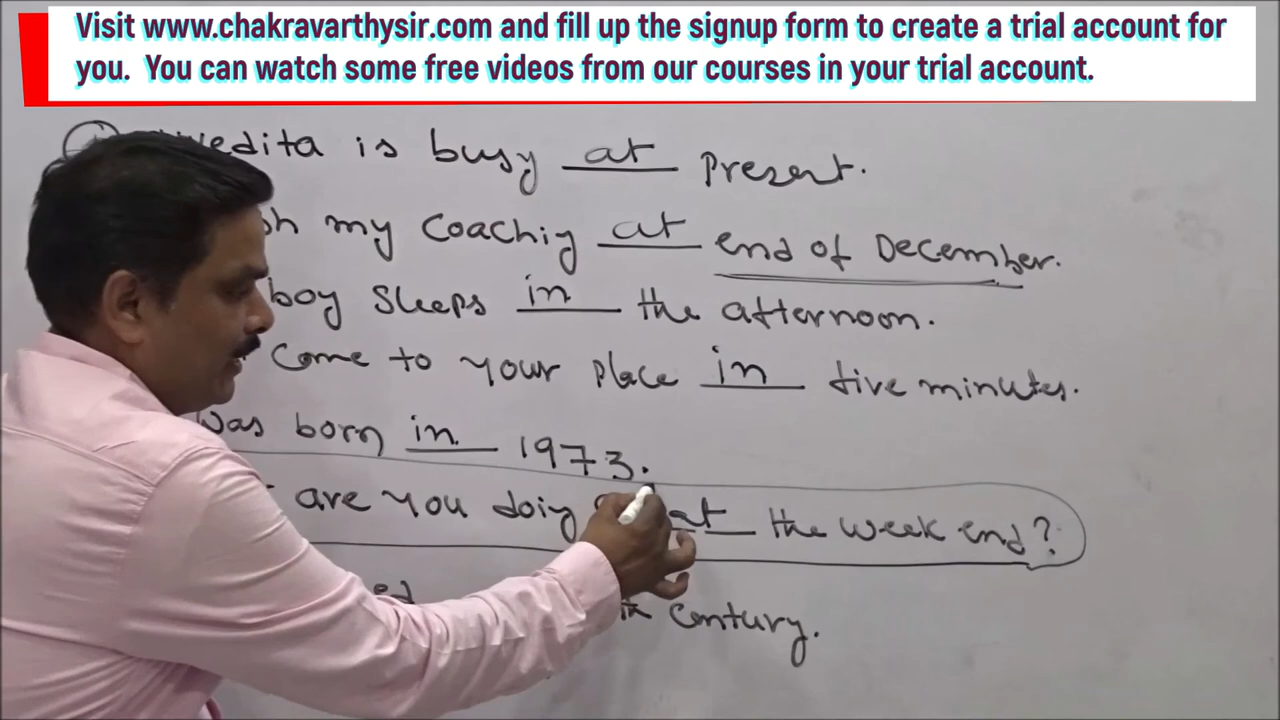 Visit www.chakravarthysir.com and fill up the signup form to create a trial account for
you. You can watch some free videos from our courses in your trial account.
is busy at present.
my coaching at end of December.
boy sleeps in the afternoon.
come to your place in five minutes.
was born in 1973.
are you doing at the week end?
century.